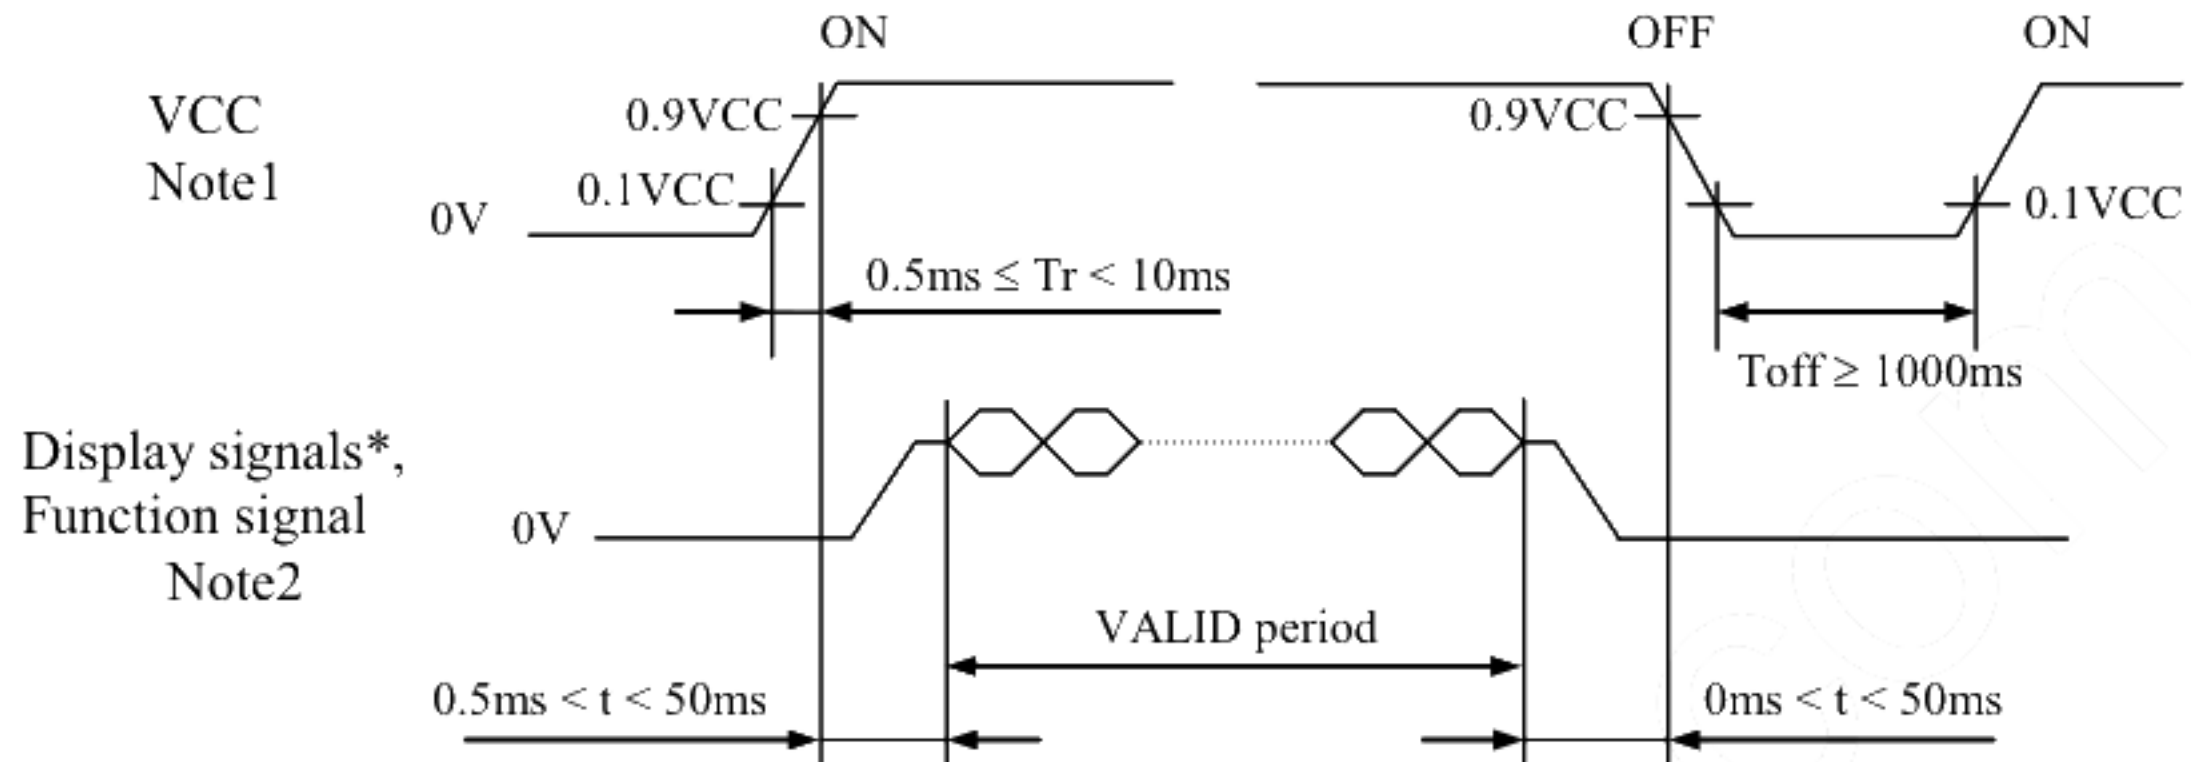 ON OFF ON
VCC
Note1
0.9VCC
0.9VCC
0.1VCC
0.1VCC
0V
0.5ms ≤ Tr < 10ms
Toff ≥ 1000ms
Display signals*,
Function signal
Note2
0V
VALID period
0.5ms < t < 50ms
0ms < t < 50ms